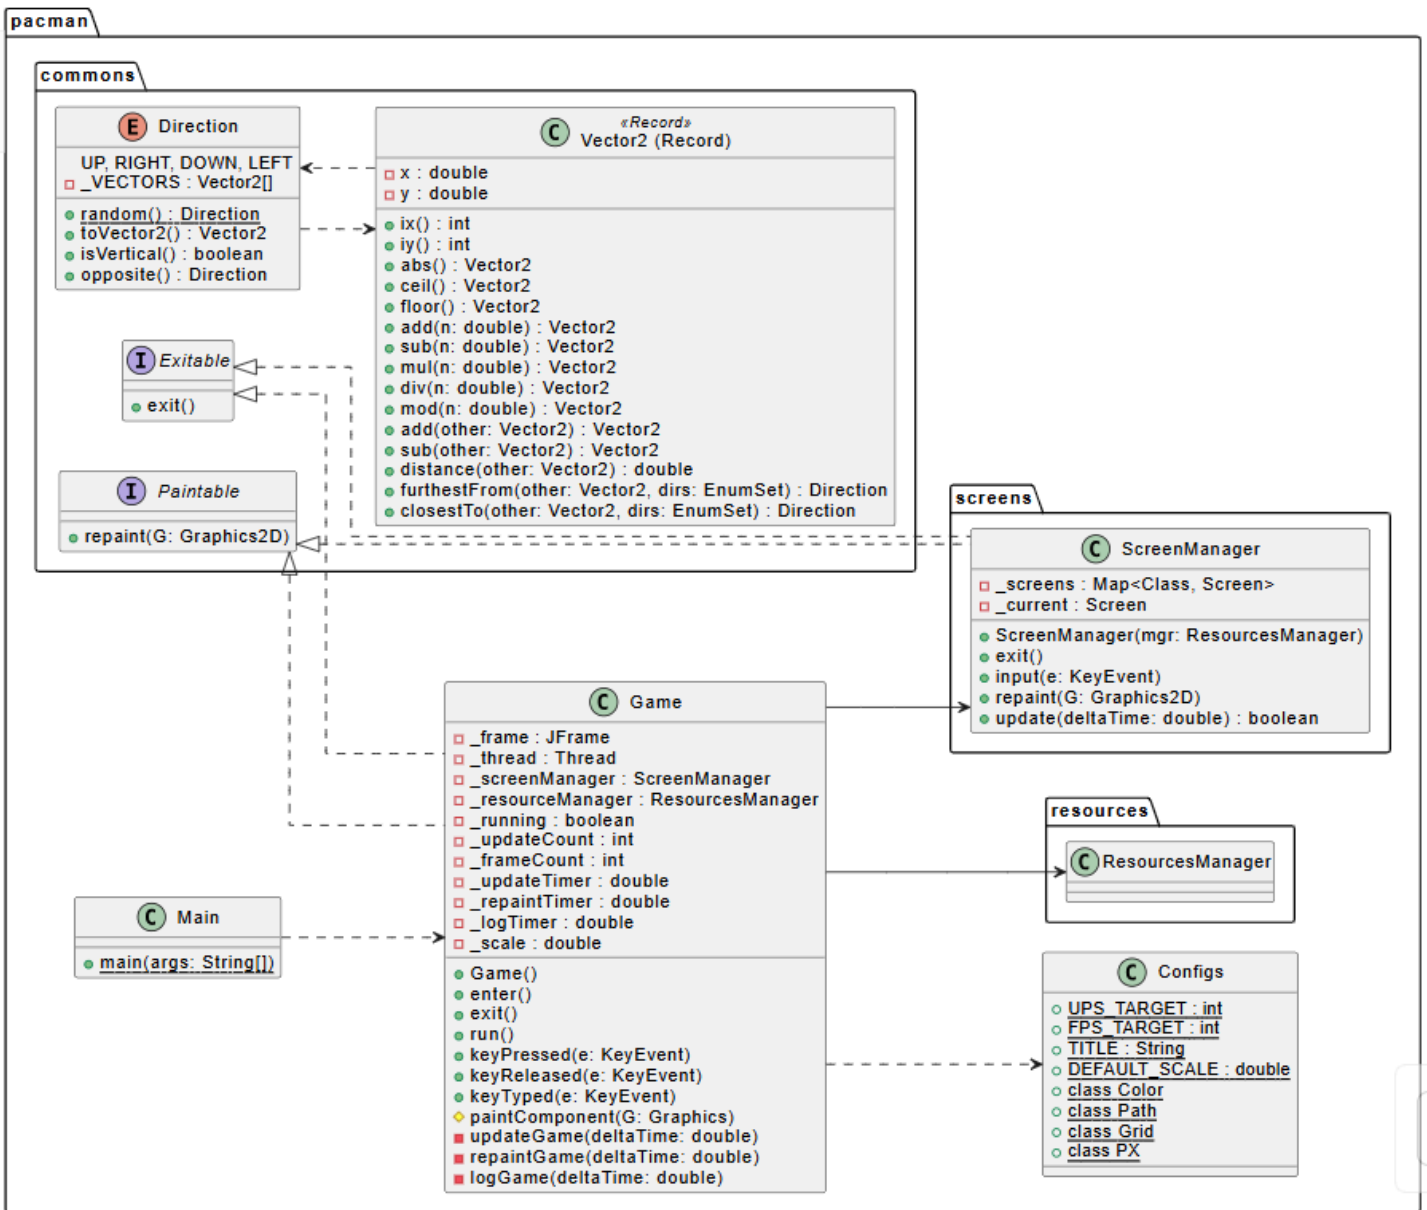 pacman
commons
E Direction
UP, RIGHT, DOWN, LEFT
_VECTORS : Vector2[]
random() : Direction
toVector2() : Vector2
isVertical() : boolean
opposite() : Direction
«Record»
C Vector2 (Record)
x : double
y : double
ix() : int
iy() : int
abs() : Vector2
ceil() : Vector2
floor() : Vector2
add(n: double) : Vector2
sub(n: double) : Vector2
mul(n: double) : Vector2
div(n: double) : Vector2
mod(n: double) : Vector2
add(other: Vector2) : Vector2
sub(other: Vector2) : Vector2
distance(other: Vector2) : double
furthestFrom(other: Vector2, dirs: EnumSet) : Direction
closestTo(other: Vector2, dirs: EnumSet) : Direction
I Exitable
exit()
I Paintable
repaint(G: Graphics2D)
screens
C ScreenManager
_screens : Map<Class, Screen>
_current : Screen
ScreenManager(mgr: ResourcesManager)
exit()
input(e: KeyEvent)
repaint(G: Graphics2D)
update(deltaTime: double) : boolean
C Game
_frame : JFrame
_thread : Thread
_screenManager : ScreenManager
_resourceManager : ResourcesManager
_running : boolean
_updateCount : int
_frameCount : int
_updateTimer : double
_repaintTimer : double
_logTimer : double
_scale : double
Game()
enter()
exit()
run()
keyPressed(e: KeyEvent)
keyReleased(e: KeyEvent)
keyTyped(e: KeyEvent)
paintComponent(G: Graphics)
updateGame(deltaTime: double)
repaintGame(deltaTime: double)
logGame(deltaTime: double)
resources
C ResourcesManager
C Main
main(args: String[])
C Configs
UPS_TARGET : int
FPS_TARGET : int
TITLE : String
DEFAULT_SCALE : double
class Color
class Path
class Grid
class PX